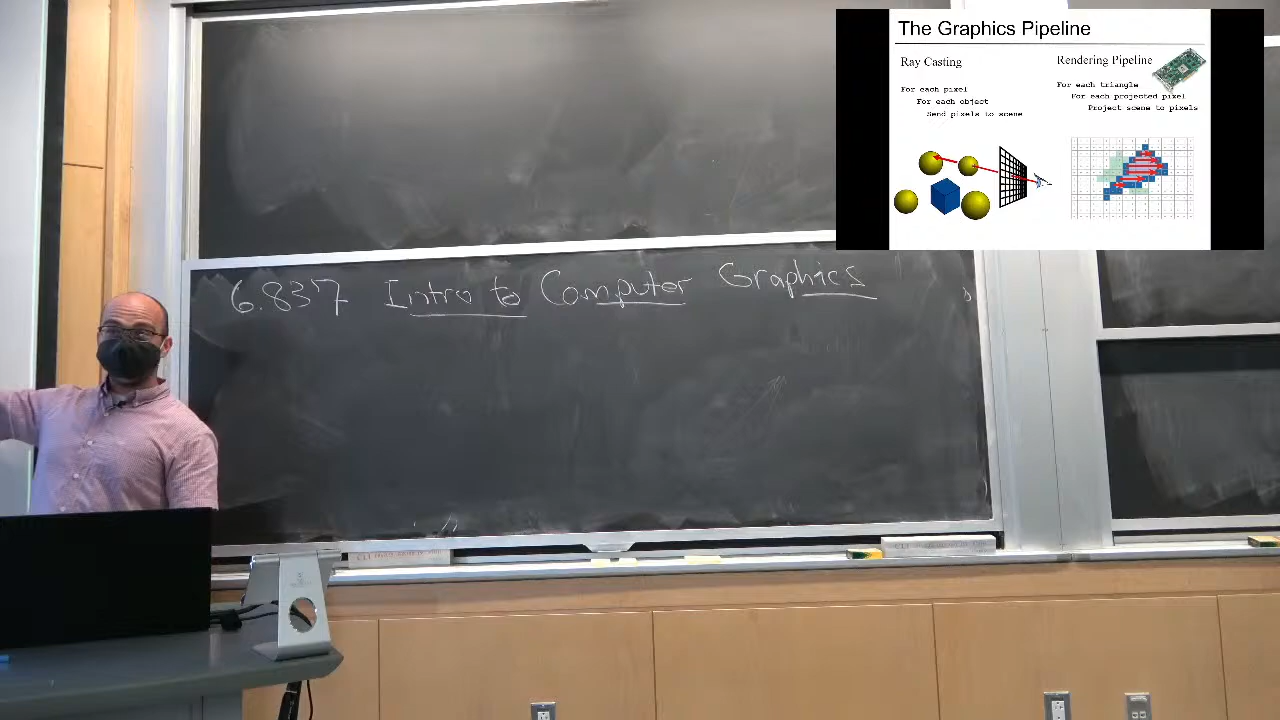 The Graphics Pipeline
Ray Casting
For each pixel
For each object
Send pixels to scene
Rendering Pipeline
For each triangle
For each projected pixel
Project scene to pixels
6.837 Intro to Computer Graphics